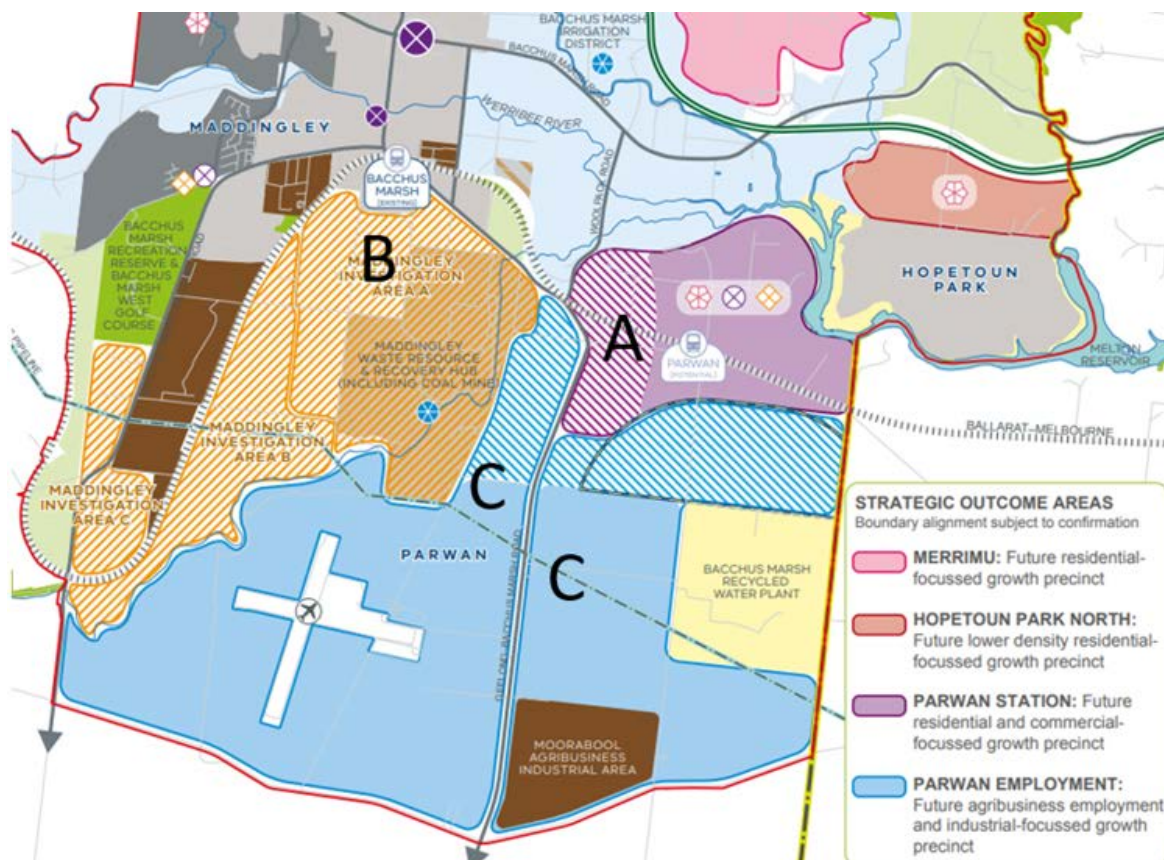 BACCHUS MARSH
IRRIGATION
DISTRICT
BACCHUS MARSH ROAD
WERRIBEE RIVER
MADDINGLEY
BACCHUS
MARSH
[EXISTING]
WOOLPACK ROAD
ROAD
BACCHUS
MARSH
RECREATION
RESERVE &
BACCHUS
MARSH
WEST
GOLF
COURSE
B
MADDINGLEY
INVESTIGATION
AREA A
A
HOPETOUN
PARK
PARWAN
[POTENTIAL]
MELTON
RESERVOIR
PIPELINE
MADDINGLEY
WASTE RESOURCE
& RECOVERY HUB
(INCLUDING COAL MINE)
BALLARAT-MELBOURNE
MADDINGLEY
INVESTIGATION
AREA B
MADDINGLEY
INVESTIGATION
AREA C
C
PARWAN
C
GEELONG-BACCHUS MARSH ROAD
BACCHUS MARSH
RECYCLED
WATER PLANT
MOORABOOL
AGRIBUSINESS
INDUSTRIAL AREA
STRATEGIC OUTCOME AREAS
Boundary alignment subject to confirmation
MERRIMU: Future residential-
focussed growth precinct
HOPETOUN PARK NORTH:
Future lower density residential-
focussed growth precinct
PARWAN STATION: Future
residential and commercial-
focussed growth precinct
PARWAN EMPLOYMENT:
Future agribusiness employment
and industrial-focussed growth
precinct